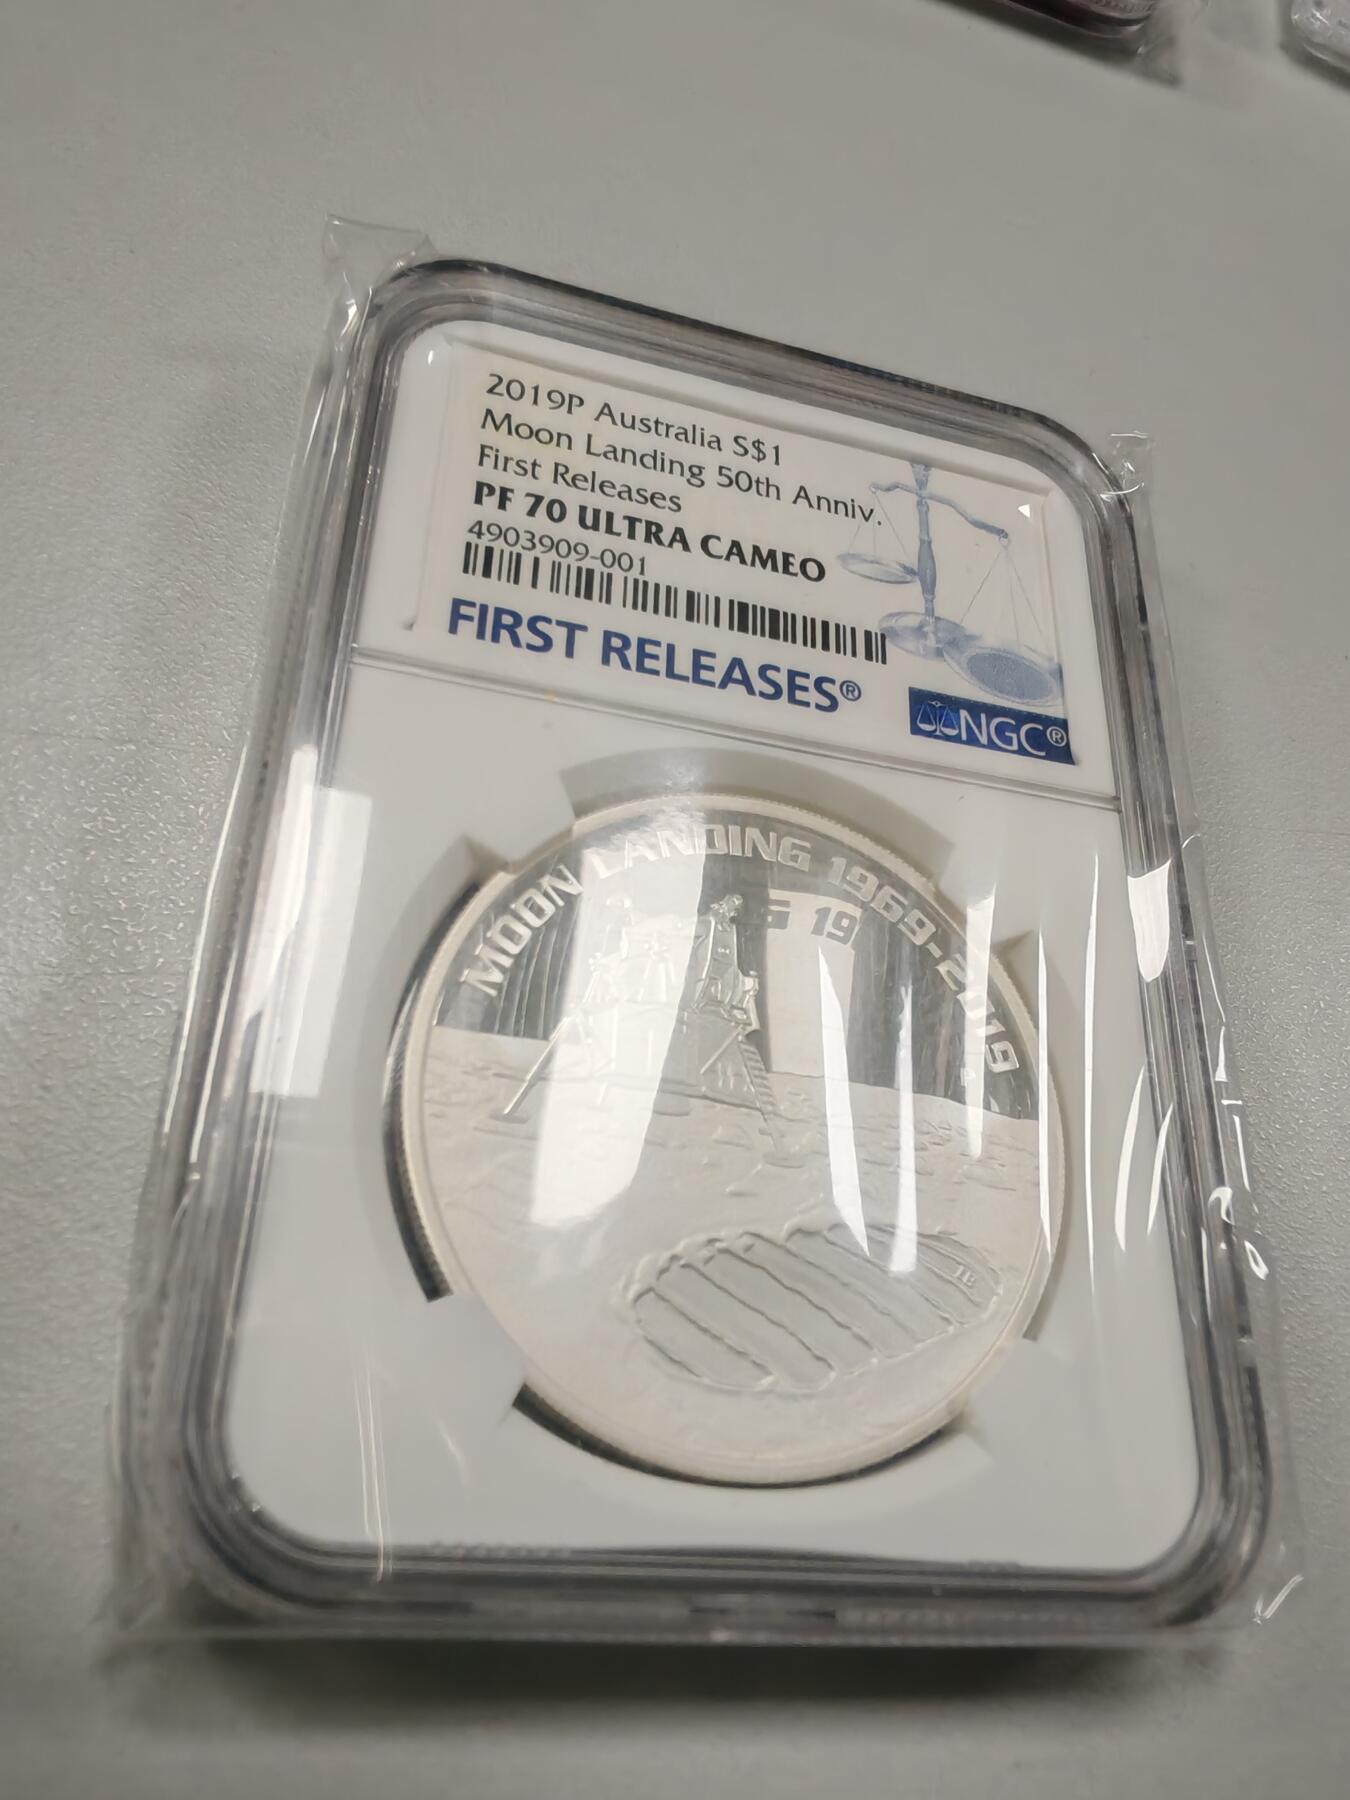 2019P Australia S$1
Moon Landing 50th Anniv.
First Releases
PF 70 ULTRA CAMEO
4903909-001
FIRST RELEASES®
NGC®
MOON LANDING 1969-2019
P